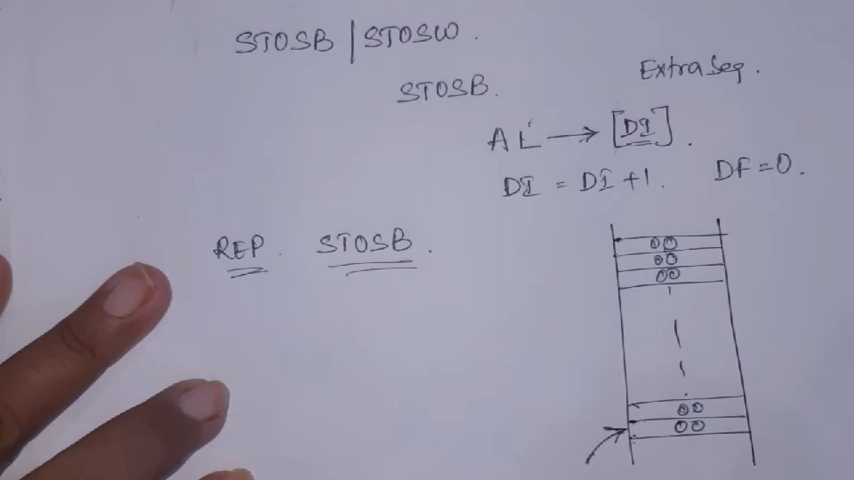 STOSB | STOSW.
Extra Seg.
STOSB.
AL → [DI].
DI = DI + 1. DF = 0.
REP. STOSB.
00
00
00
00
00